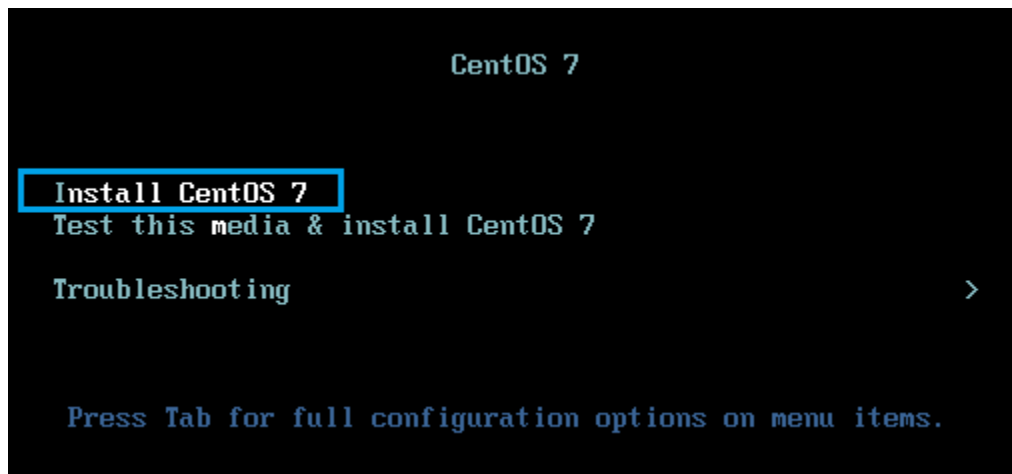 CentOS 7
Install CentOS 7
Test this media & install CentOS 7
Troubleshooting >
Press Tab for full configuration options on menu items.